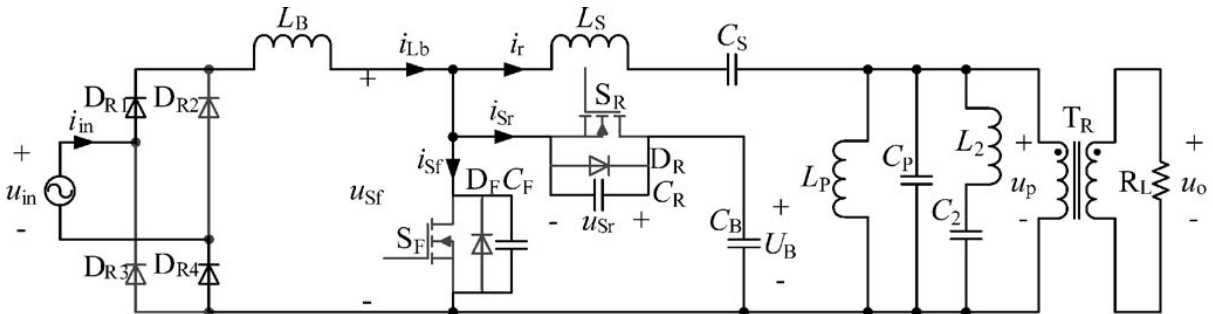 L_B
i_Lb
i_r
L_S
C_S
+
D_R1
D_R2
S_R
i_in
i_Sr
+
u_in
-
i_Sf
D_R
C_R
- u_Sr +
u_Sf
D_F C_F
S_F
C_B
+
U_B
-
L_P
C_P
L_2
C_2
+
u_p
-
T_R
R_L
+
u_o
-
D_R3
D_R4
-